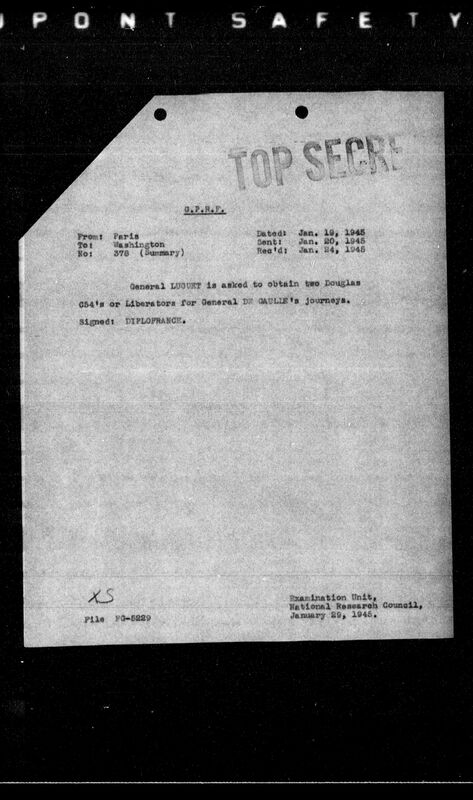 UPONT SAFETY
TOP SECRE
G.P.R.F.
From: Paris
To: Washington
No: 378 (Summary)
Dated: Jan. 19, 1945
Sent: Jan. 20, 1945
Rec'd: Jan. 24, 1945
General LUGUET is asked to obtain two Douglas
C54's or Liberators for General DE GAULLE's journeys.
Signed: DIPLOFRANCE.
XS
File FG-5229
Examination Unit,
National Research Council,
January 29, 1945.